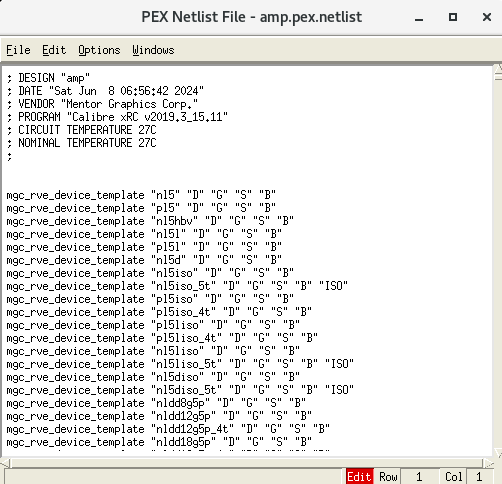 PEX Netlist File - amp.pex.netlist
File Edit Options Windows
; DESIGN "amp"
; DATE "Sat Jun  8 06:56:42 2024"
; VENDOR "Mentor Graphics Corp."
; PROGRAM "Calibre xRC v2019.3_15.11"
; CIRCUIT TEMPERATURE 27C
; NOMINAL TEMPERATURE 27C
;
mgc_rve_device_template "nl5" "D" "G" "S" "B"
mgc_rve_device_template "pl5" "D" "G" "S" "B"
mgc_rve_device_template "nl5hbv" "D" "G" "S" "B"
mgc_rve_device_template "nl5l" "D" "G" "S" "B"
mgc_rve_device_template "pl5l" "D" "G" "S" "B"
mgc_rve_device_template "nl5d" "D" "G" "S" "B"
mgc_rve_device_template "nl5iso" "D" "G" "S" "B"
mgc_rve_device_template "nl5iso_5t" "D" "G" "S" "B" "ISO"
mgc_rve_device_template "pl5iso" "D" "G" "S" "B"
mgc_rve_device_template "pl5iso_4t" "D" "G" "S" "B"
mgc_rve_device_template "pl5liso" "D" "G" "S" "B"
mgc_rve_device_template "pl5liso_4t" "D" "G" "S" "B"
mgc_rve_device_template "nl5liso" "D" "G" "S" "B"
mgc_rve_device_template "nl5liso_5t" "D" "G" "S" "B" "ISO"
mgc_rve_device_template "nl5diso" "D" "G" "S" "B"
mgc_rve_device_template "nl5diso_5t" "D" "G" "S" "B" "ISO"
mgc_rve_device_template "nldd8g5p" "D" "G" "S" "B"
mgc_rve_device_template "nldd12g5p" "D" "G" "S" "B"
mgc_rve_device_template "nldd12g5p_4t" "D" "G" "S" "B"
mgc_rve_device_template "nldd18g5p" "D" "G" "S" "B"
Edit Row 1 Col 1